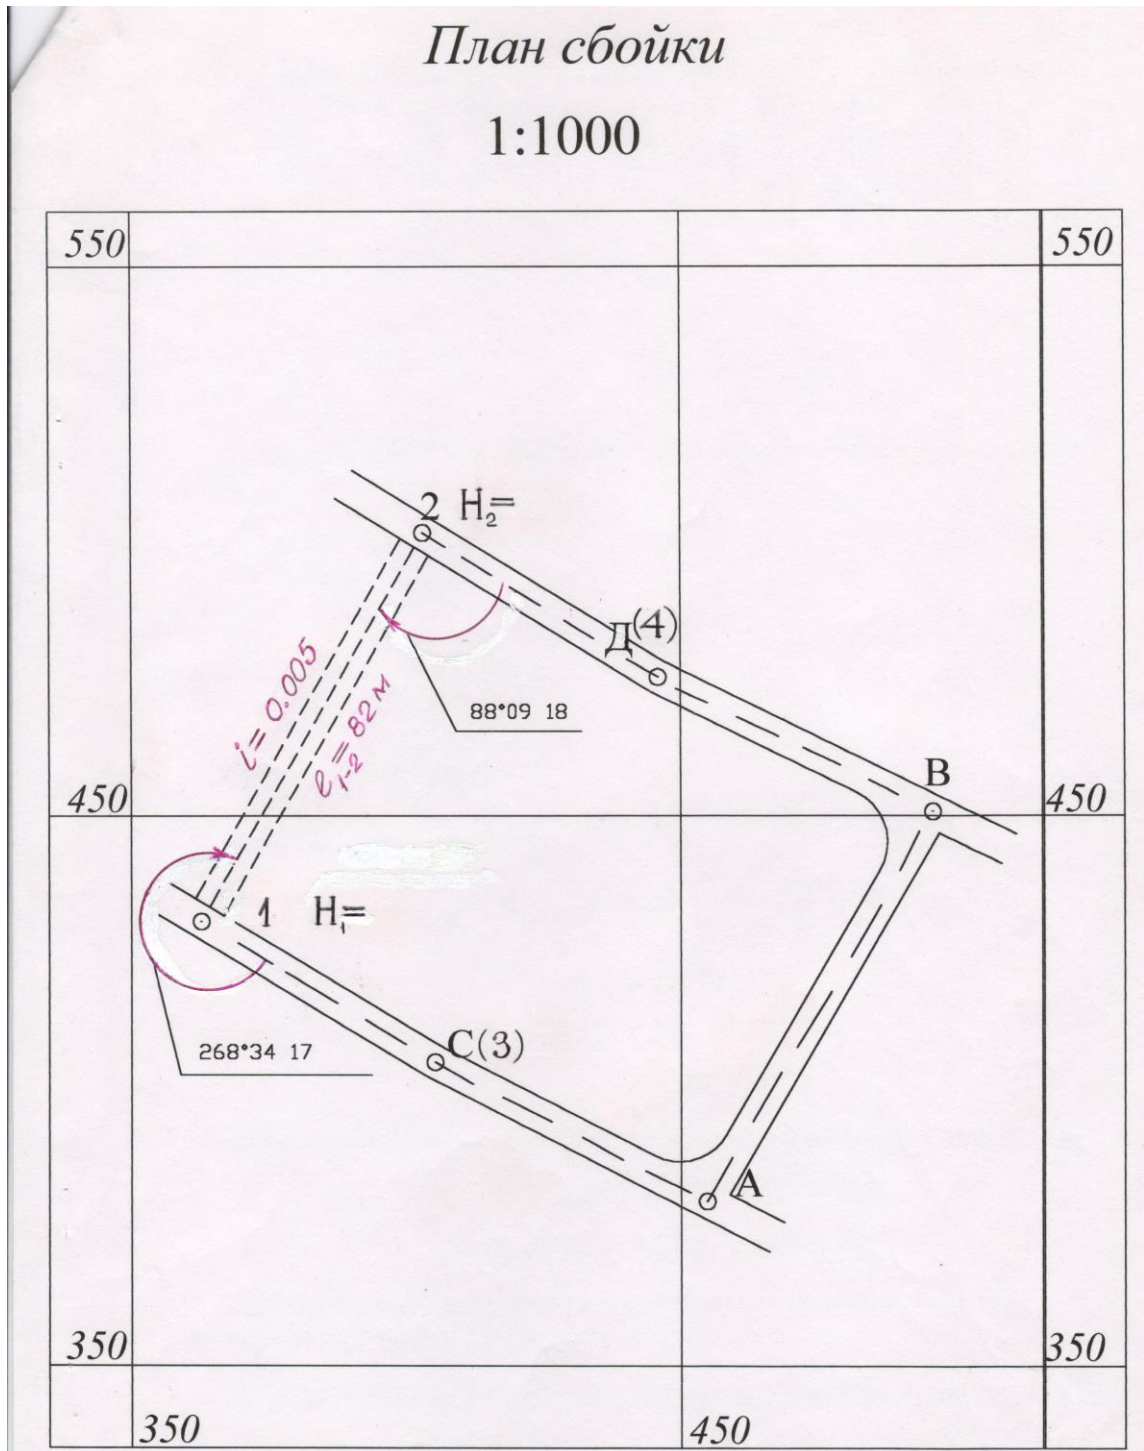 План сбойки
1:1000
550
550
2 H₂=
Д(4)
i= 0.005
l₁₋₂= 82 м
88°09 18
В
450
450
1 H₁=
С(3)
268°34 17
А
350
350
350
450